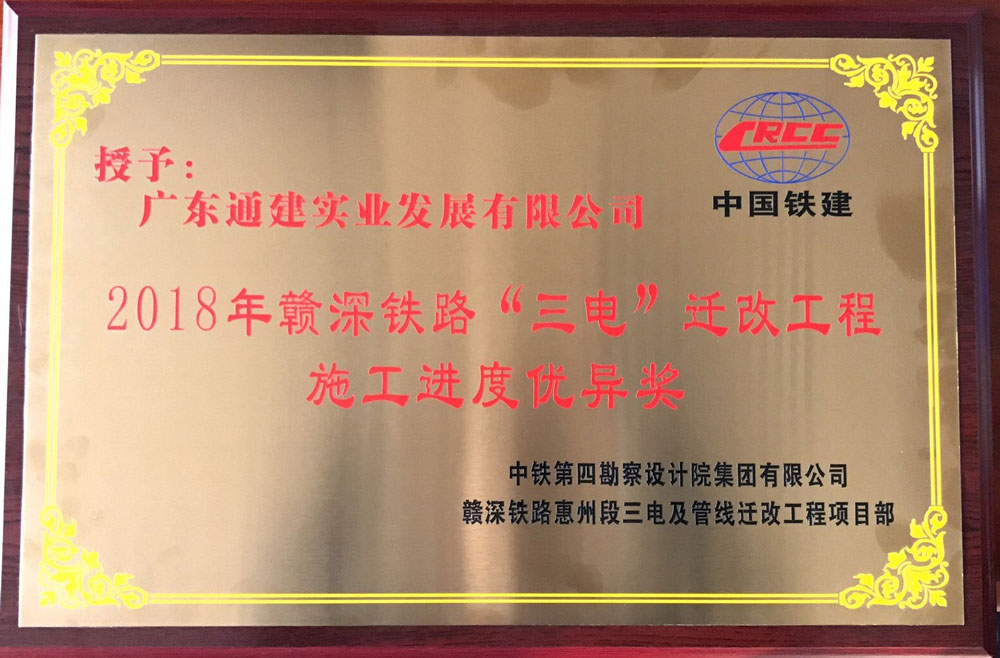 CRCC
中国铁建
授予：
广东通建实业发展有限公司
2018年赣深铁路“三电”迁改工程
施工进度优异奖
中铁第四勘察设计院集团有限公司
赣深铁路惠州段三电及管线迁改工程项目部